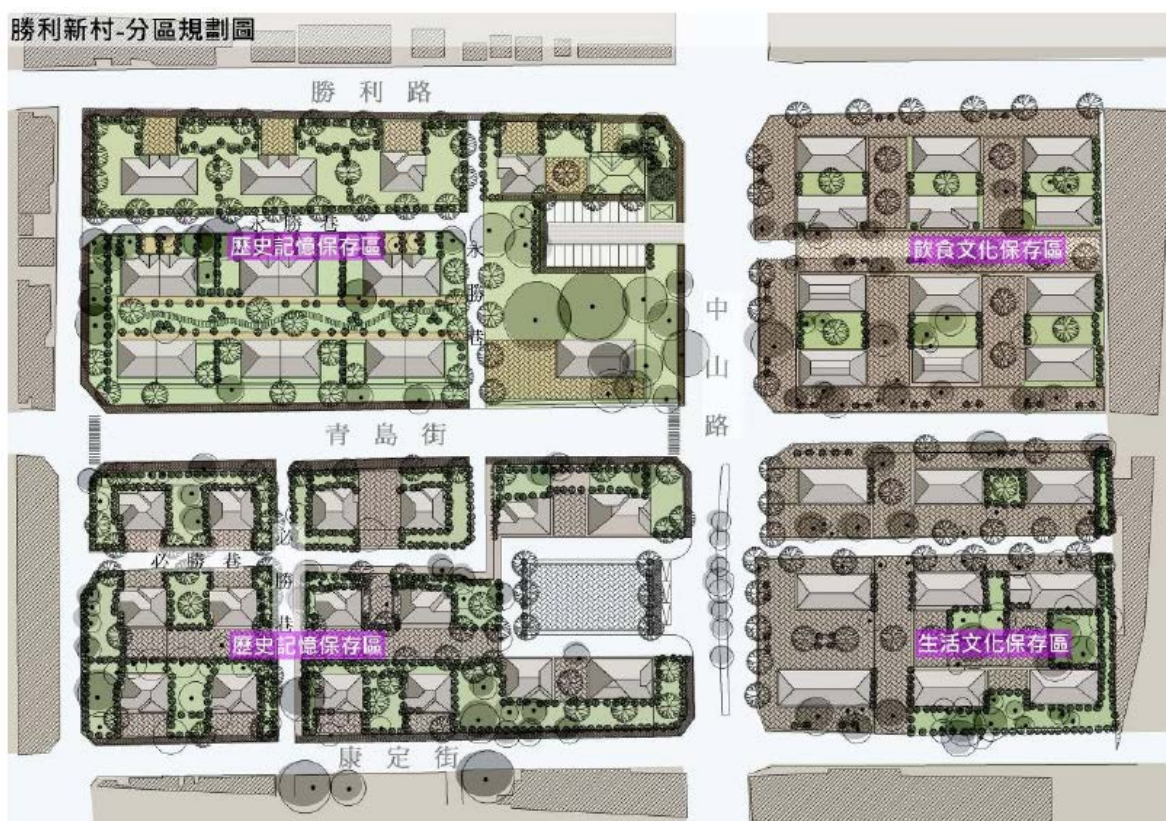 勝利新村-分區規劃圖
勝利路
永勝巷
歷史記憶保存區
永勝巷
飲食文化保存區
中山路
青島街
必勝巷
必勝巷
歷史記憶保存區
生活文化保存區
康定街